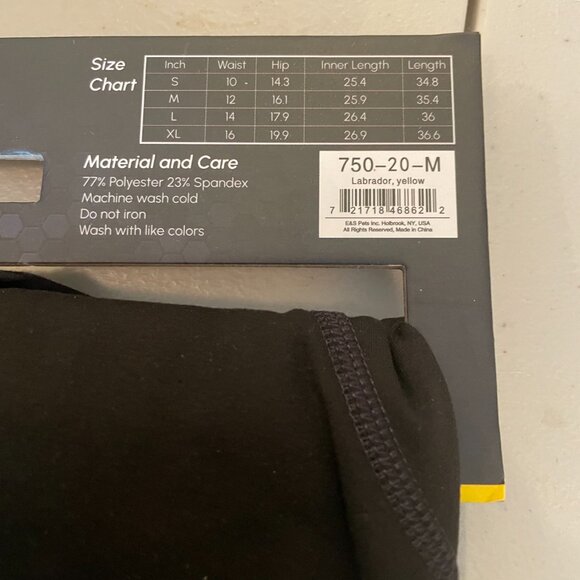 Size Chart
Inch Waist Hip Inner Length Length
S 10 14.3 25.4 34.8
M 12 16.1 25.9 35.4
L 14 17.9 26.4 36
XL 16 19.9 26.9 36.6
Material and Care
77% Polyester 23% Spandex
Machine wash cold
Do not iron
Wash with like colors
750-20-M
Labrador, yellow
7 21718 46862 2
E&S Pets Inc. Holbrook, NY, USA
All Rights Reserved, Made in China